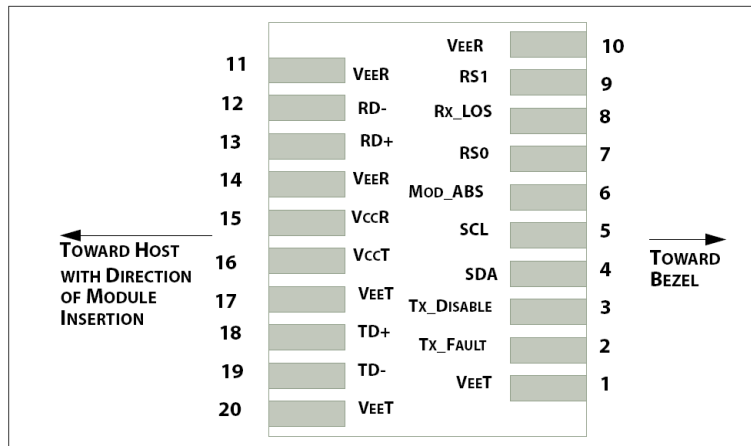 11 VEER
12 RD-
13 RD+
14 VEER
15 VCCR
16 VCCT
17 VEET
18 TD+
19 TD-
20 VEET
VEER 10
RS1 9
RX_LOS 8
RS0 7
MOD_ABS 6
SCL 5
SDA 4
TX_DISABLE 3
TX_FAULT 2
VEET 1
TOWARD HOST
WITH DIRECTION
OF MODULE
INSERTION
TOWARD
BEZEL